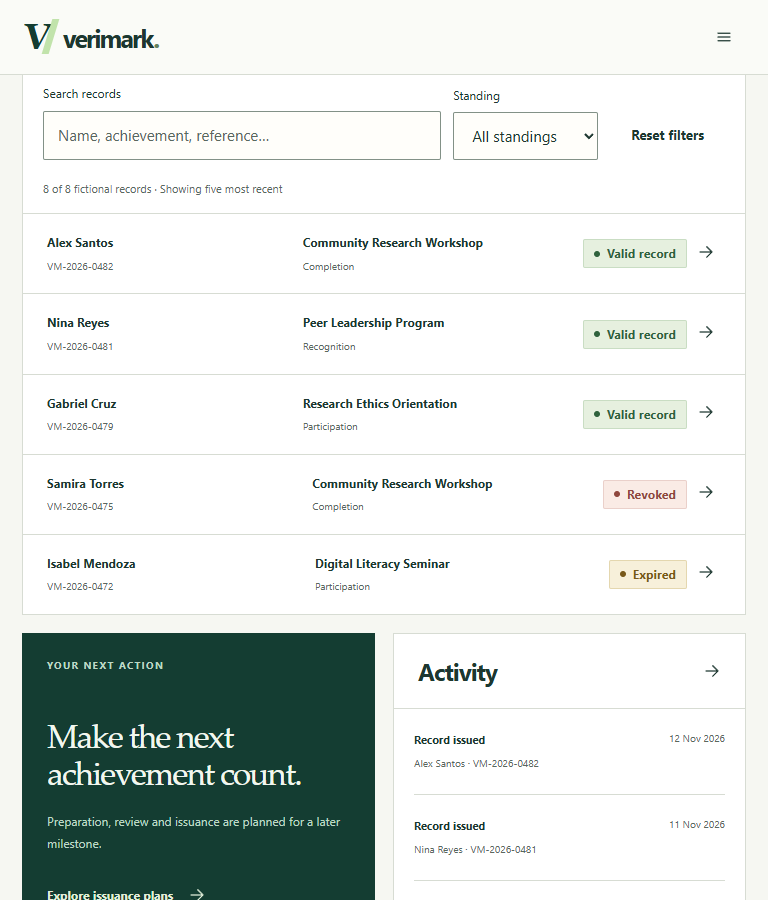 verimark.
Search records
Standing
Name, achievement, reference...
All standings
Reset filters
8 of 8 fictional records · Showing five most recent
Alex Santos
Community Research Workshop
VM-2026-0482
Completion
Valid record
Nina Reyes
Peer Leadership Program
VM-2026-0481
Recognition
Valid record
Gabriel Cruz
Research Ethics Orientation
VM-2026-0479
Participation
Valid record
Samira Torres
Community Research Workshop
VM-2026-0475
Completion
Revoked
Isabel Mendoza
Digital Literacy Seminar
VM-2026-0472
Participation
Expired
YOUR NEXT ACTION
Make the next
achievement count.
Preparation, review and issuance are planned for a later
milestone.
Explore issuance plans
Activity
Record issued
12 Nov 2026
Alex Santos · VM-2026-0482
Record issued
11 Nov 2026
Nina Reyes · VM-2026-0481